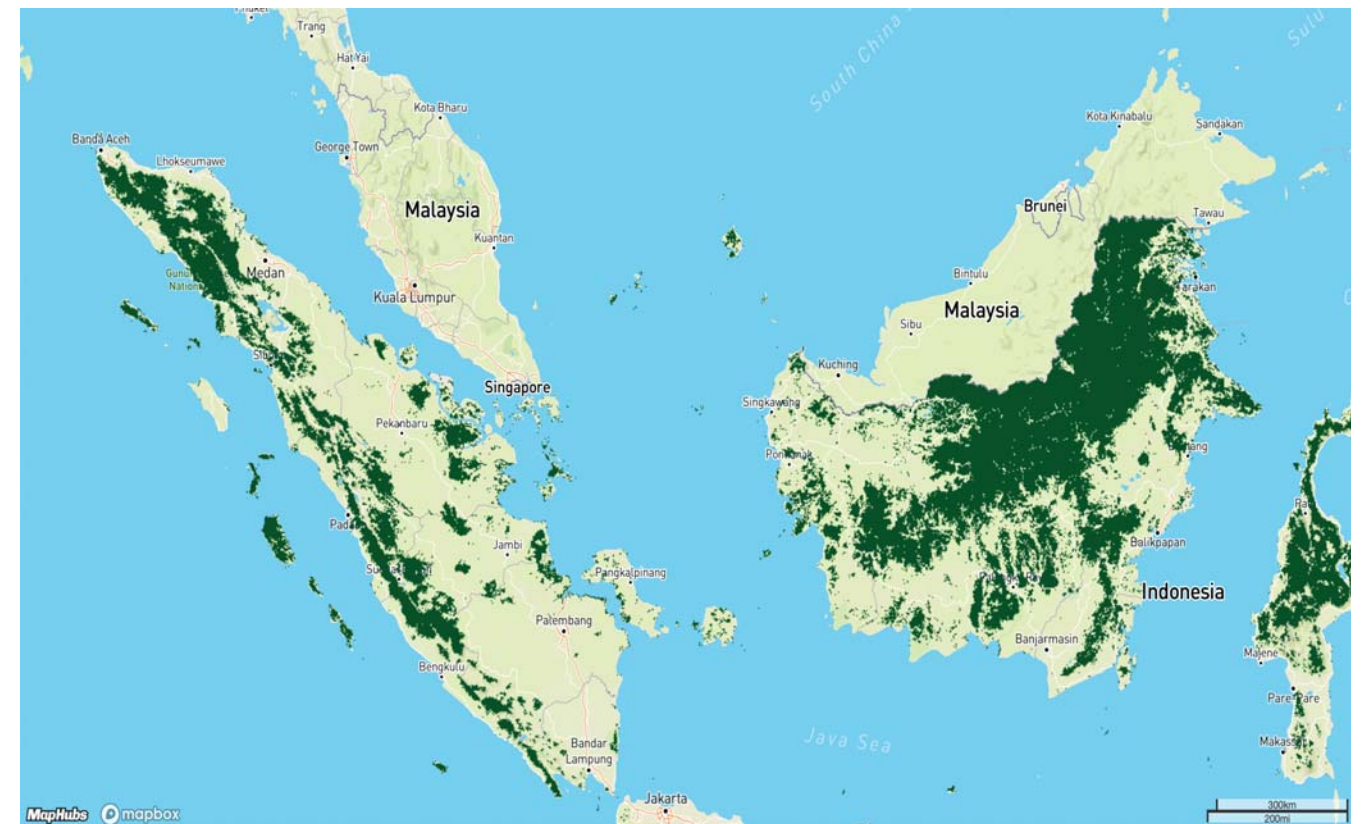 Phuket
Trang
Hat Yai
Kota Bharu
George Town
Banda Aceh
Lhokseumawe
Malaysia
Kuantan
Medan
Kuala Lumpur
Singapore
Pekanbaru
Jambi
Pangkalpinang
Palembang
Bengkulu
Bandar
Lampung
Jakarta
South China
Sulu
Kota Kinabalu
Sandakan
Brunei
Tawau
Bintulu
Malaysia
Sibu
Kuching
Singkawang
Balikpapan
Indonesia
Banjarmasin
Majene
Pare-Pare
Java Sea
MapHubs
mapbox
300km
200mi